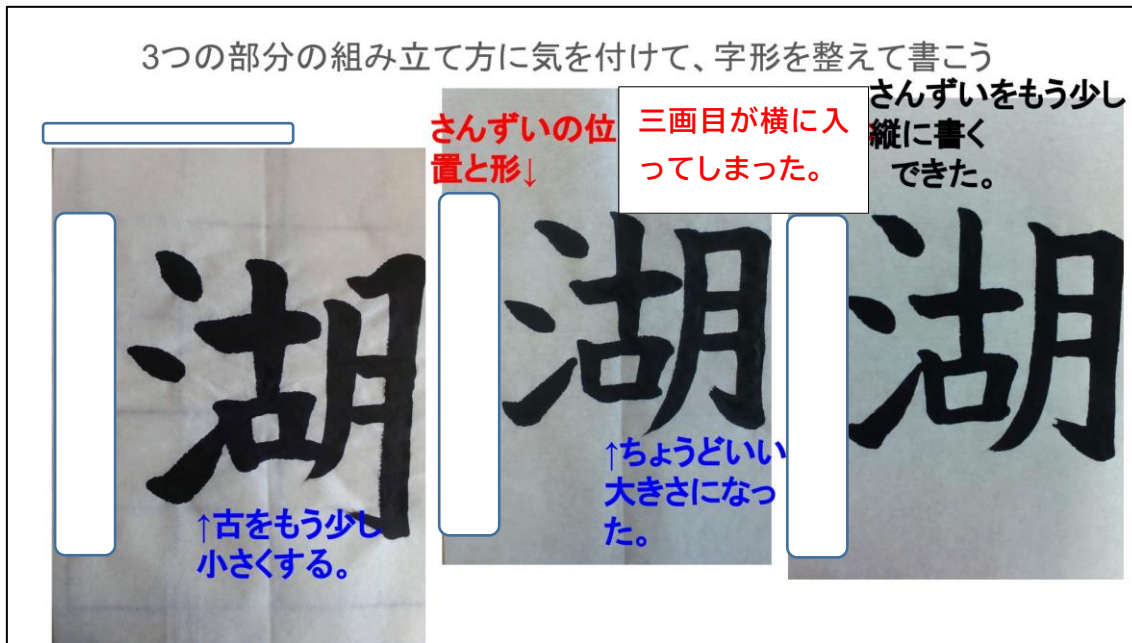 3つの部分の組み立て方に気を付けて、字形を整えて書こう
湖
↑古をもう少し
小さくする。
さんずいの位
置と形↓
三画目が横に入
ってしまった。
湖
↑ちょうどいい
大きさになっ
た。
さんずいをもう少し
縦に書く
できた。
湖